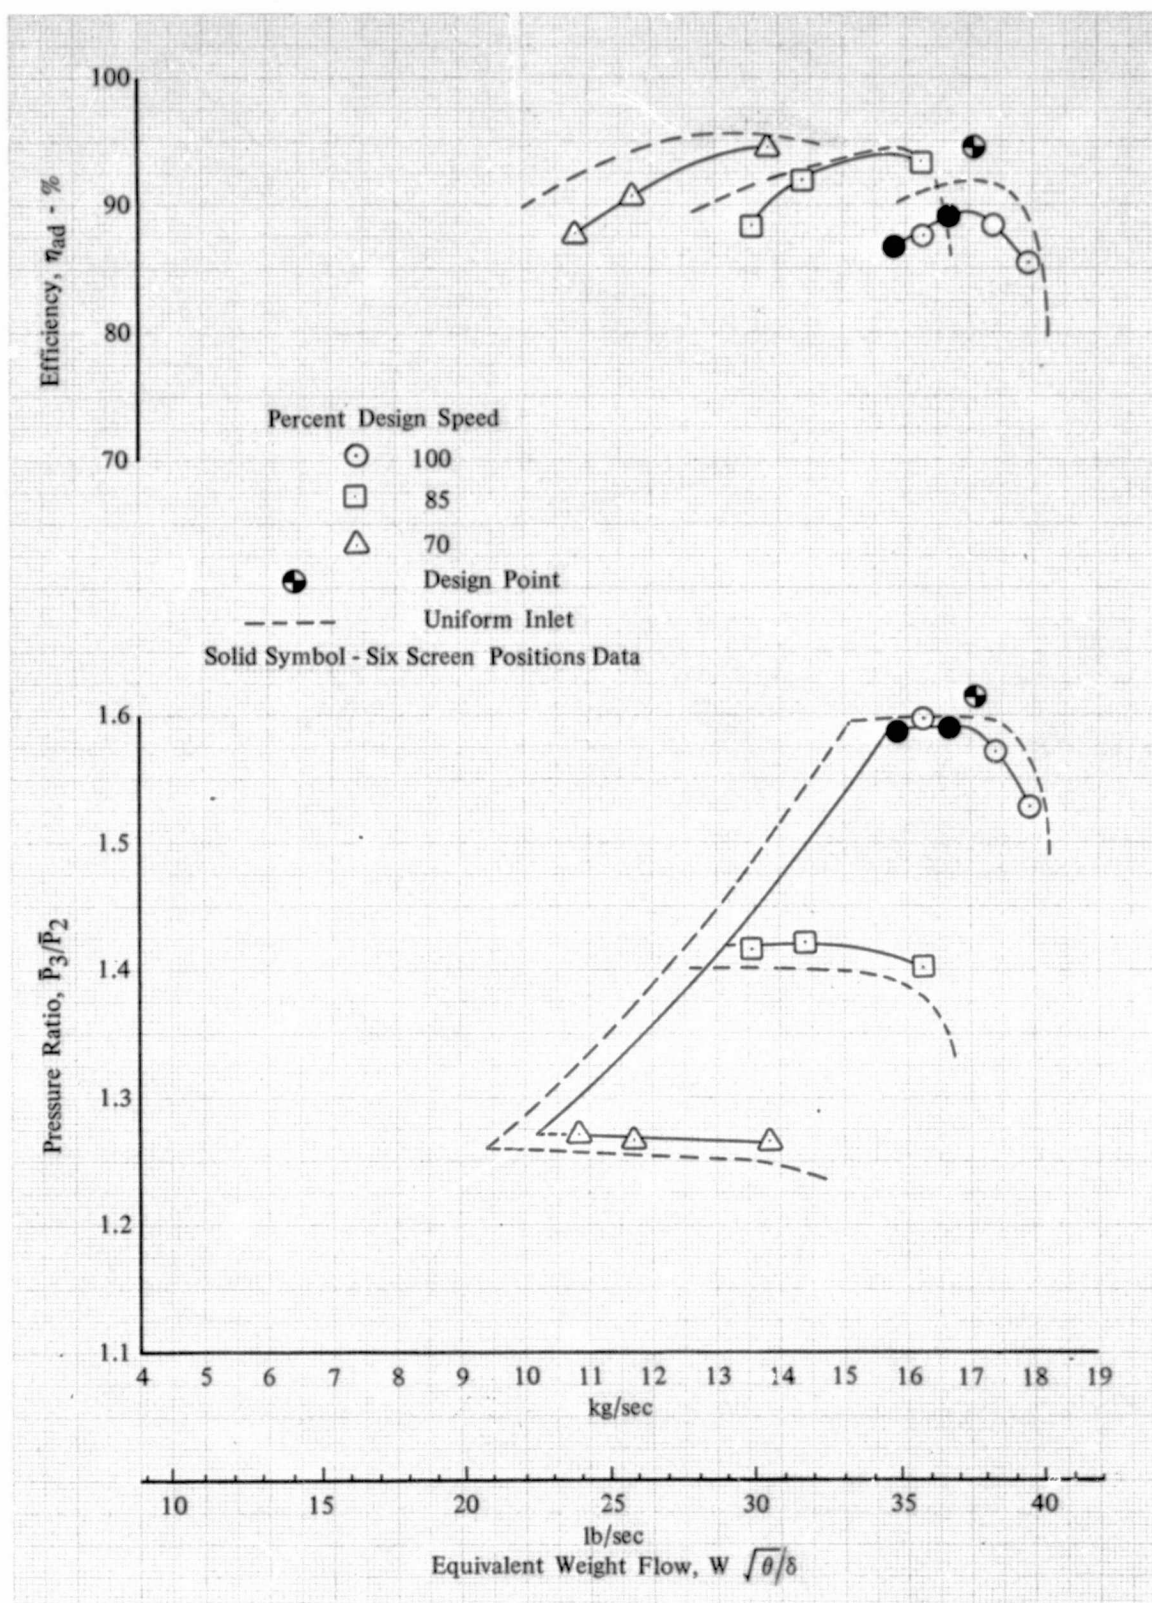 100
90
80
70
Efficiency, ηad - %
Percent Design Speed
100
85
70
Design Point
Uniform Inlet
Solid Symbol - Six Screen Positions Data
1.6
1.5
1.4
1.3
1.2
1.1
Pressure Ratio, P̄3/P̄2
4 5 6 7 8 9 10 11 12 13 14 15 16 17 18 19
kg/sec
10 15 20 25 30 35 40
lb/sec
Equivalent Weight Flow, W √θ/δ